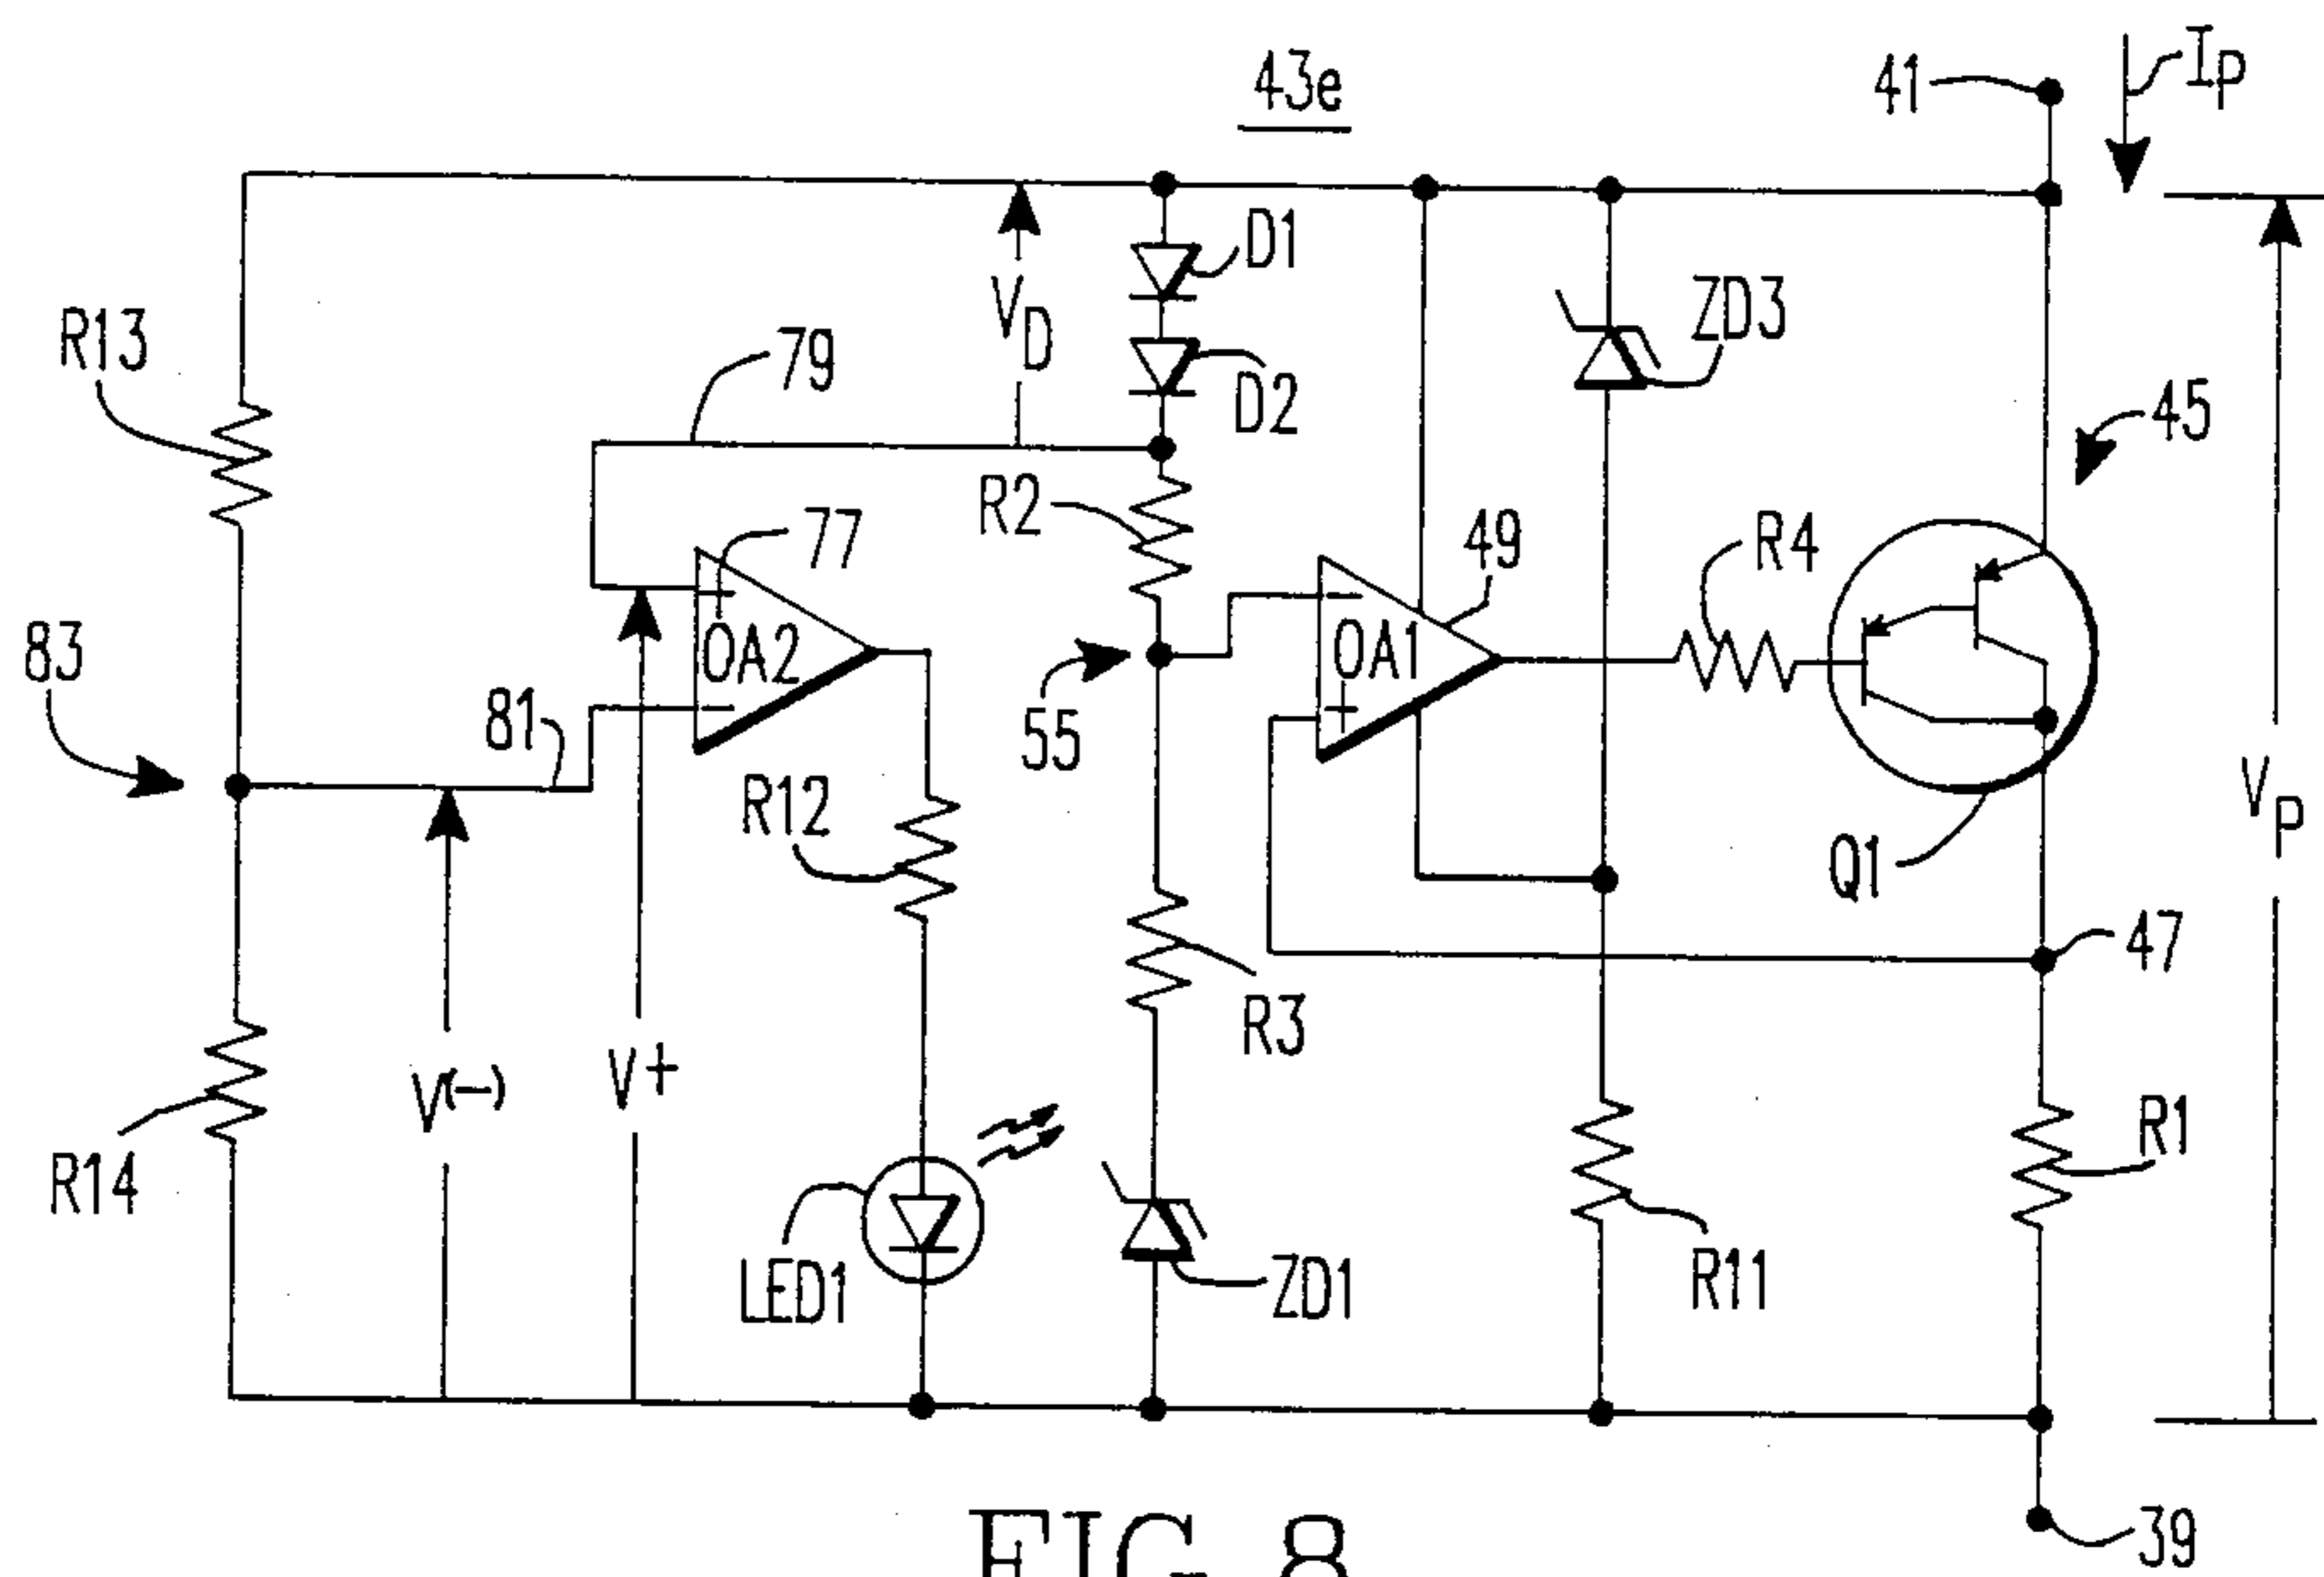 43e
41
Ip
D1
R13
VD
ZD3
79
D2
45
R2
77
49
R4
83
+
OA2
−
−
OA1
+
81
55
R12
Q1
VP
47
R3
V(−)
V+
R14
R1
LED1
ZD1
R11
39
FIG. 8